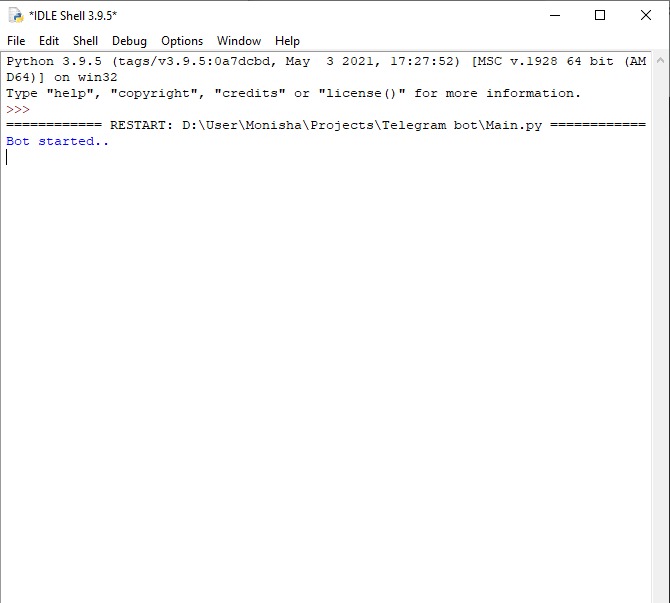 *IDLE Shell 3.9.5*
File Edit Shell Debug Options Window Help
Python 3.9.5 (tags/v3.9.5:0a7dcbd, May  3 2021, 17:27:52) [MSC v.1928 64 bit (AM
D64)] on win32
Type "help", "copyright", "credits" or "license()" for more information.
>>>
============ RESTART: D:\User\Monisha\Projects\Telegram bot\Main.py ============
Bot started..